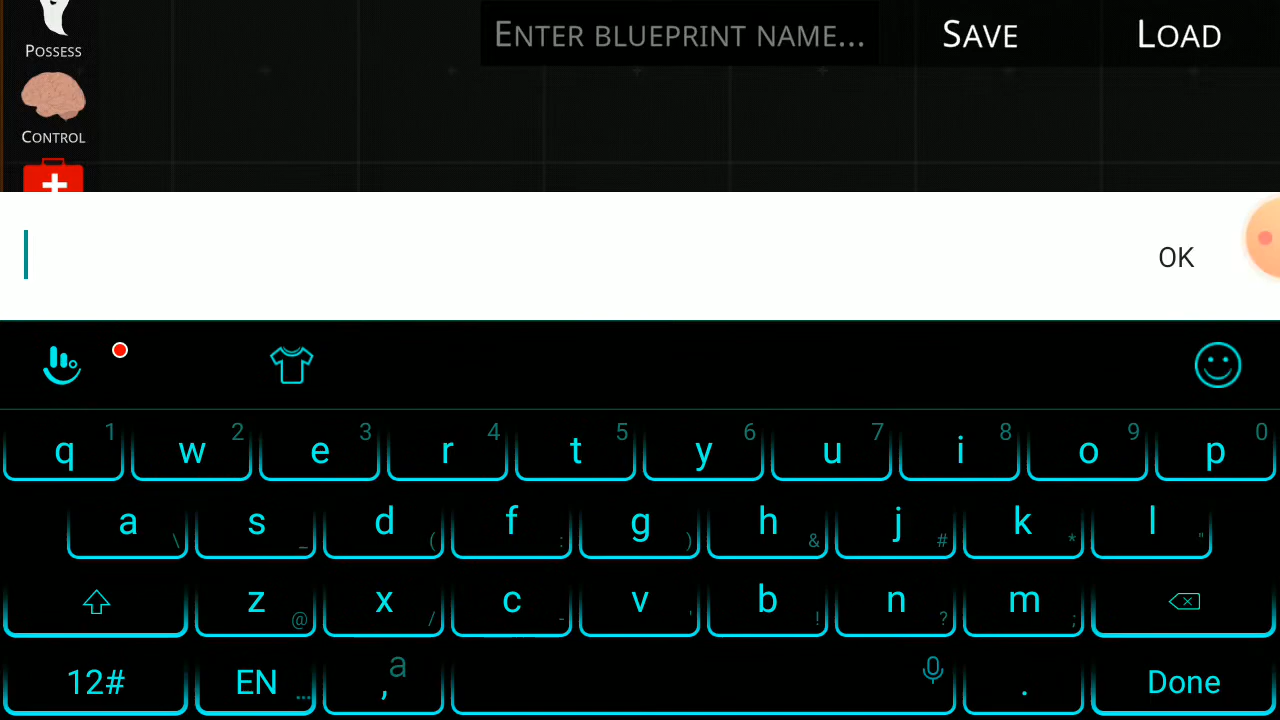 POSSESS
ENTER BLUEPRINT NAME... SAVE LOAD
CONTROL
OK
q 1 w 2 e 3 r 4 t 5 y 6 u 7 i 8 o 9 p 0
a \ s _ d ( f : g ) h & j # k * l "
z @ x / c - v ' b ! n ? m ;
12# EN ... , a . Done